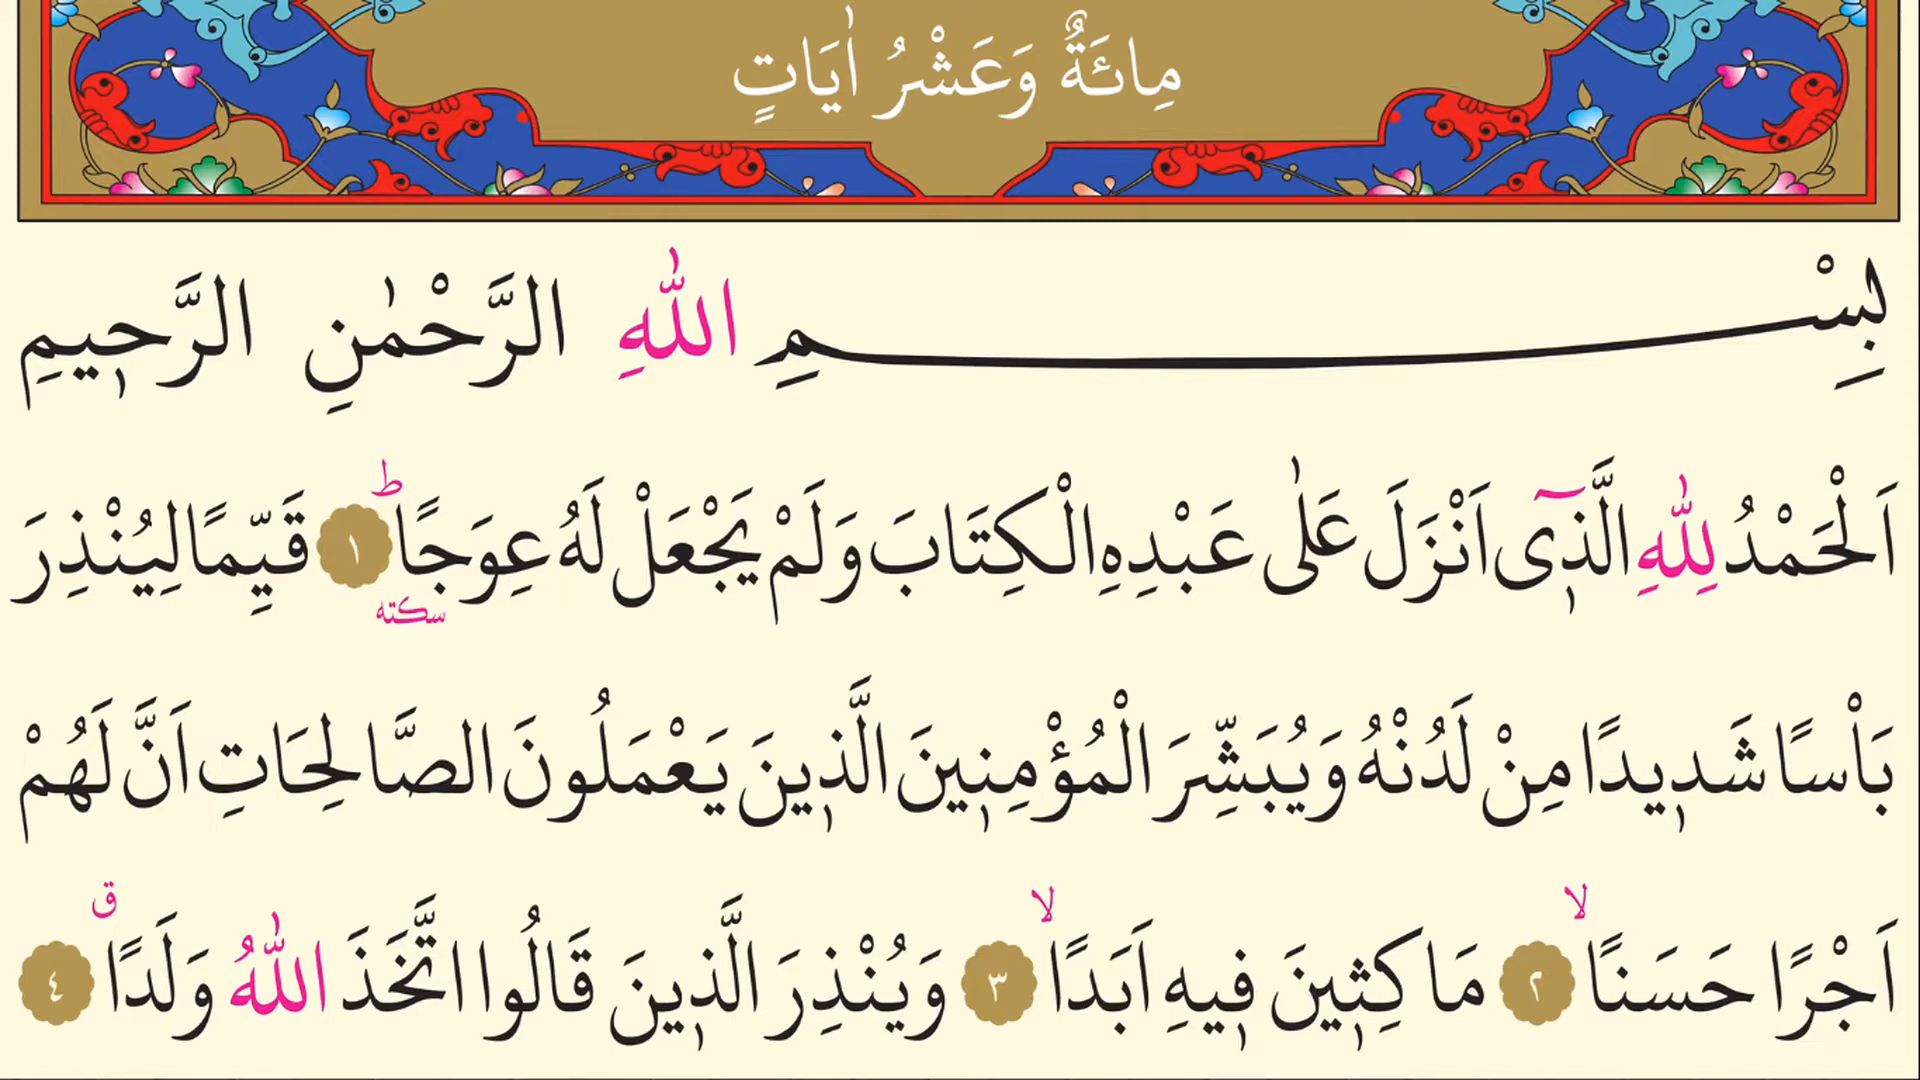 مِائَةٌ وَعَشْرُ اٰيَاتٍ
بِسْمِ اللّٰهِ الرَّحْمٰنِ الرَّح۪يمِ
اَلْحَمْدُ لِلّٰهِ الَّذ۪ٓى اَنْزَلَ عَلٰى عَبْدِهِ الْكِتَابَ وَلَمْ يَجْعَلْ لَهُ عِوَجًاۜ ١ قَيِّمًا لِيُنْذِرَ
سكته
بَأْسًا شَد۪يدًا مِنْ لَدُنْهُ وَيُبَشِّرَ الْمُؤْمِن۪ينَ الَّذ۪ينَ يَعْمَلُونَ الصَّالِحَاتِ اَنَّ لَهُمْ
اَجْرًا حَسَنًاۙ ٢ مَاكِث۪ينَ ف۪يهِ اَبَدًاۙ ٣ وَيُنْذِرَ الَّذ۪ينَ قَالُوا اتَّخَذَ اللّٰهُ وَلَدًاۗ ٤